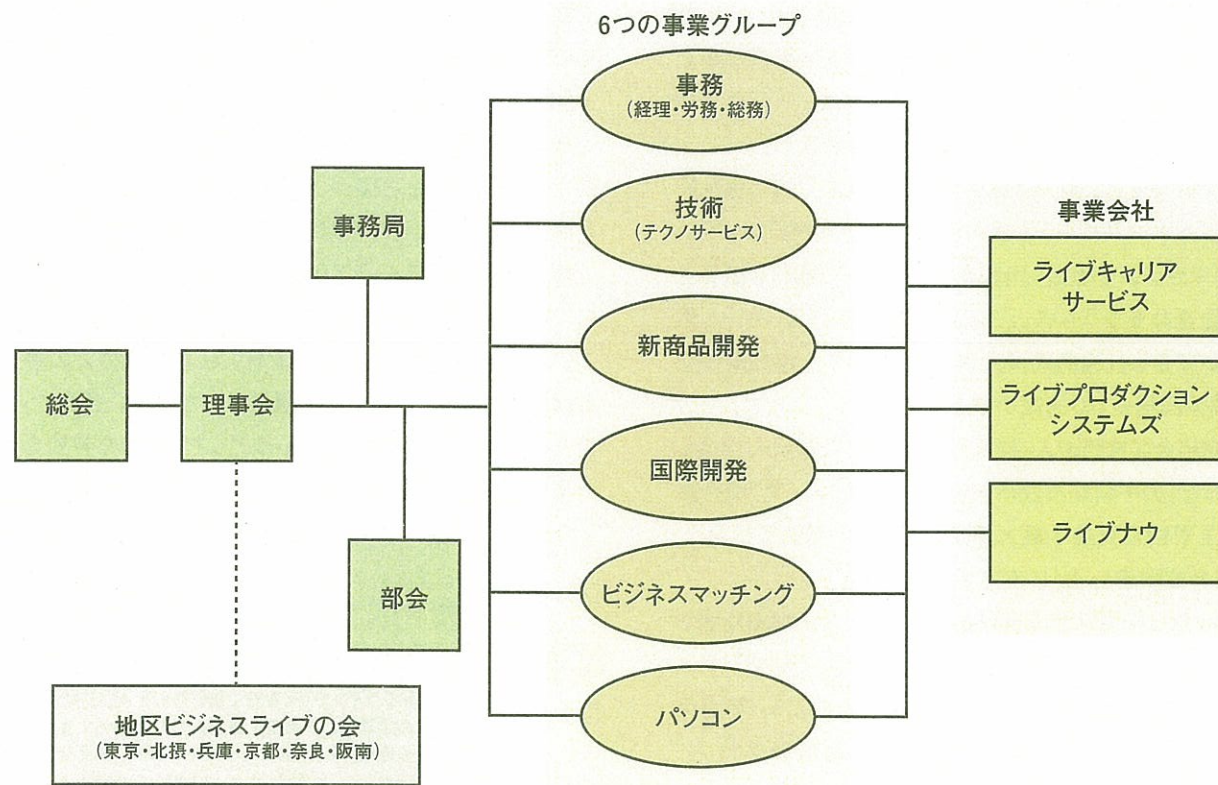 6つの事業グループ
事務
(経理・労務・総務)
技術
(テクノサービス)
新商品開発
国際開発
ビジネスマッチング
パソコン
事務局
総会
理事会
部会
地区ビジネスライブの会
(東京・北摂・兵庫・京都・奈良・阪南)
事業会社
ライブキャリア
サービス
ライブプロダクション
システムズ
ライブナウ